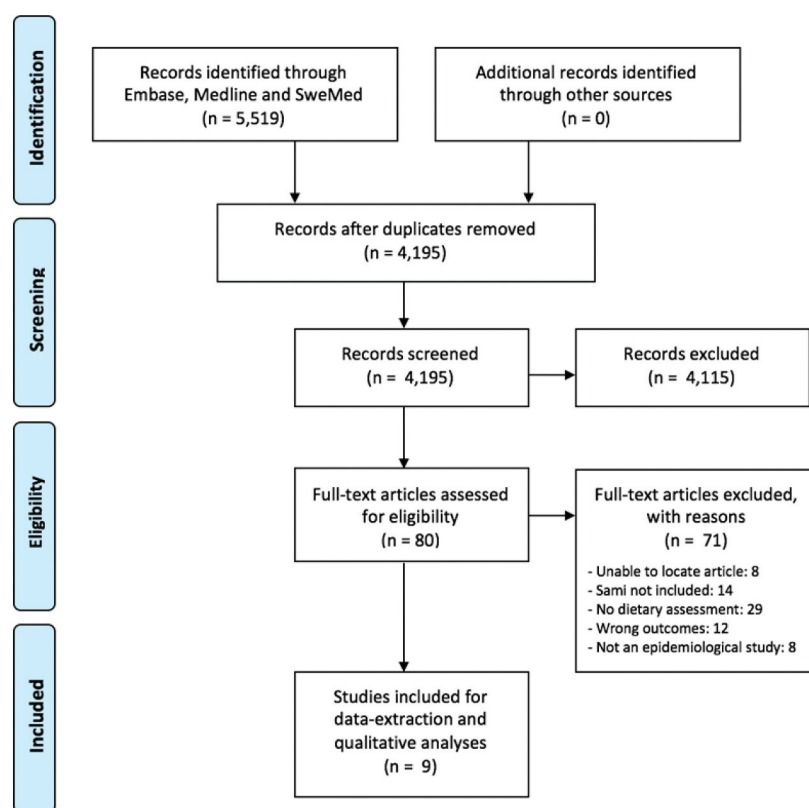 Identification
Records identified through
Embase, Medline and SweMed
(n = 5,519)
Additional records identified
through other sources
(n = 0)
Screening
Records after duplicates removed
(n = 4,195)
Records screened
(n = 4,195)
Records excluded
(n = 4,115)
Eligibility
Full-text articles assessed
for eligibility
(n = 80)
Full-text articles excluded,
with reasons
(n = 71)
- Unable to locate article: 8
- Sami not included: 14
- No dietary assessment: 29
- Wrong outcomes: 12
- Not an epidemiological study: 8
Included
Studies included for
data-extraction and
qualitative analyses
(n = 9)